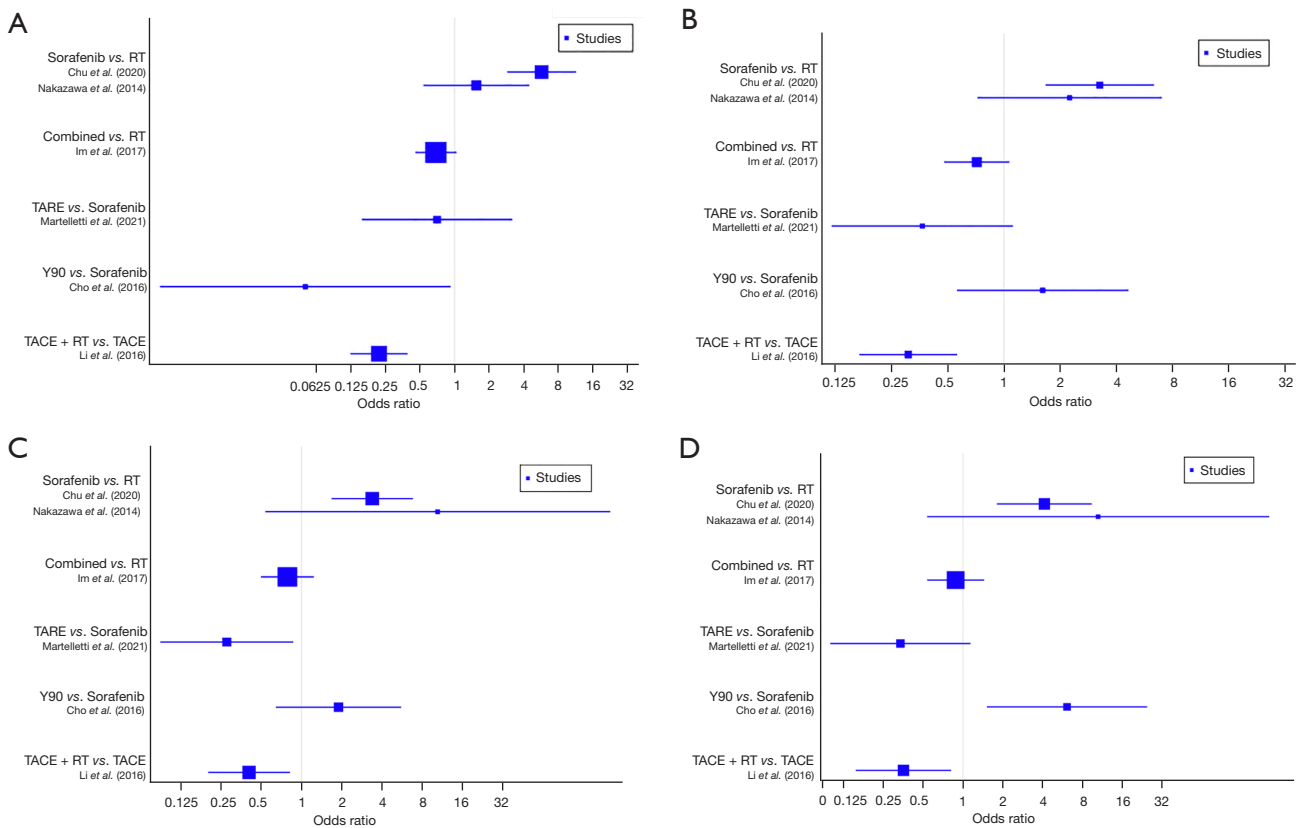 A
Studies
Sorafenib vs. RT
Chu et al. (2020)
Nakazawa et al. (2014)
Combined vs. RT
Im et al. (2017)
TARE vs. Sorafenib
Martelletti et al. (2021)
Y90 vs. Sorafenib
Cho et al. (2016)
TACE + RT vs. TACE
Li et al. (2016)
0.0625 0.125 0.25 0.5 1 2 4 8 16 32
Odds ratio
B
Studies
Sorafenib vs. RT
Chu et al. (2020)
Nakazawa et al. (2014)
Combined vs. RT
Im et al. (2017)
TARE vs. Sorafenib
Martelletti et al. (2021)
Y90 vs. Sorafenib
Cho et al. (2016)
TACE + RT vs. TACE
Li et al. (2016)
0.125 0.25 0.5 1 2 4 8 16 32
Odds ratio
C
Studies
Sorafenib vs. RT
Chu et al. (2020)
Nakazawa et al. (2014)
Combined vs. RT
Im et al. (2017)
TARE vs. Sorafenib
Martelletti et al. (2021)
Y90 vs. Sorafenib
Cho et al. (2016)
TACE + RT vs. TACE
Li et al. (2016)
0.125 0.25 0.5 1 2 4 8 16 32
Odds ratio
D
Studies
Sorafenib vs. RT
Chu et al. (2020)
Nakazawa et al. (2014)
Combined vs. RT
Im et al. (2017)
TARE vs. Sorafenib
Martelletti et al. (2021)
Y90 vs. Sorafenib
Cho et al. (2016)
TACE + RT vs. TACE
Li et al. (2016)
0 0.125 0.25 0.5 1 2 4 8 16 32
Odds ratio